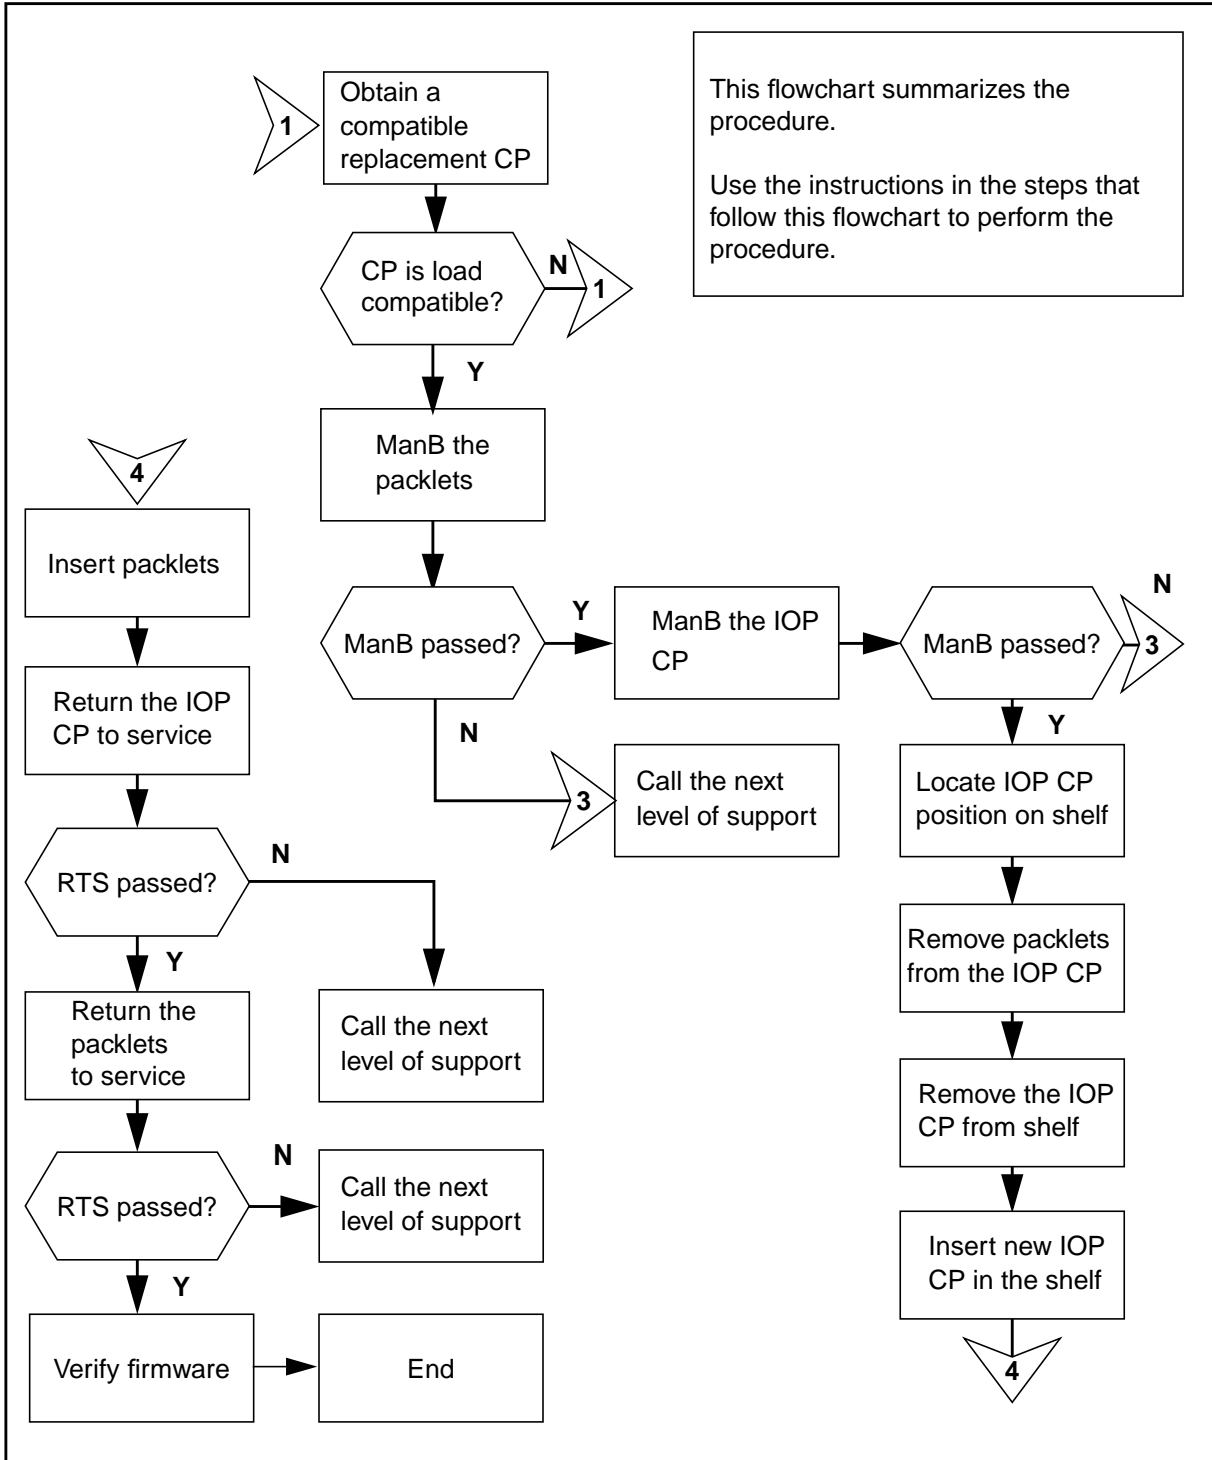 1
Obtain a
compatible
replacement CP
This flowchart summarizes the
procedure.
Use the instructions in the steps that
follow this flowchart to perform the
procedure.
CP is load
compatible?
N
1
Y
ManB the
packlets
ManB passed?
Y
ManB the IOP
CP
ManB passed?
N
3
N
3
Call the next
level of support
Y
Locate IOP CP
position on shelf
Remove packlets
from the IOP CP
Remove the IOP
CP from shelf
Insert new IOP
CP in the shelf
4
4
Insert packlets
Return the IOP
CP to service
RTS passed?
N
Call the next
level of support
Y
Return the
packlets
to service
RTS passed?
N
Call the next
level of support
Y
Verify firmware
End